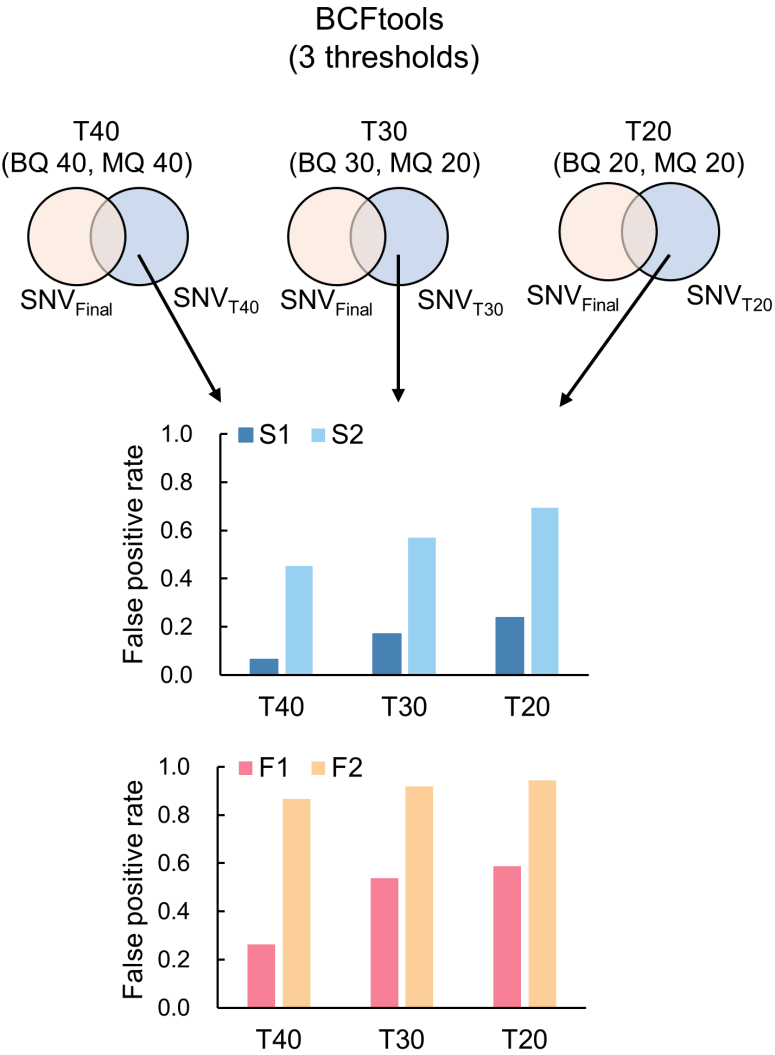 BCFtools
(3 thresholds)
T40 T30 T20
(BQ 40, MQ 40) (BQ 30, MQ 20) (BQ 20, MQ 20)
SNVFinal SNVT40 SNVFinal SNVT30 SNVFinal SNVT20
S1 S2
False positive rate
1.0
0.8
0.6
0.4
0.2
0.0
T40 T30 T20
F1 F2
False positive rate
1.0
0.8
0.6
0.4
0.2
0.0
T40 T30 T20